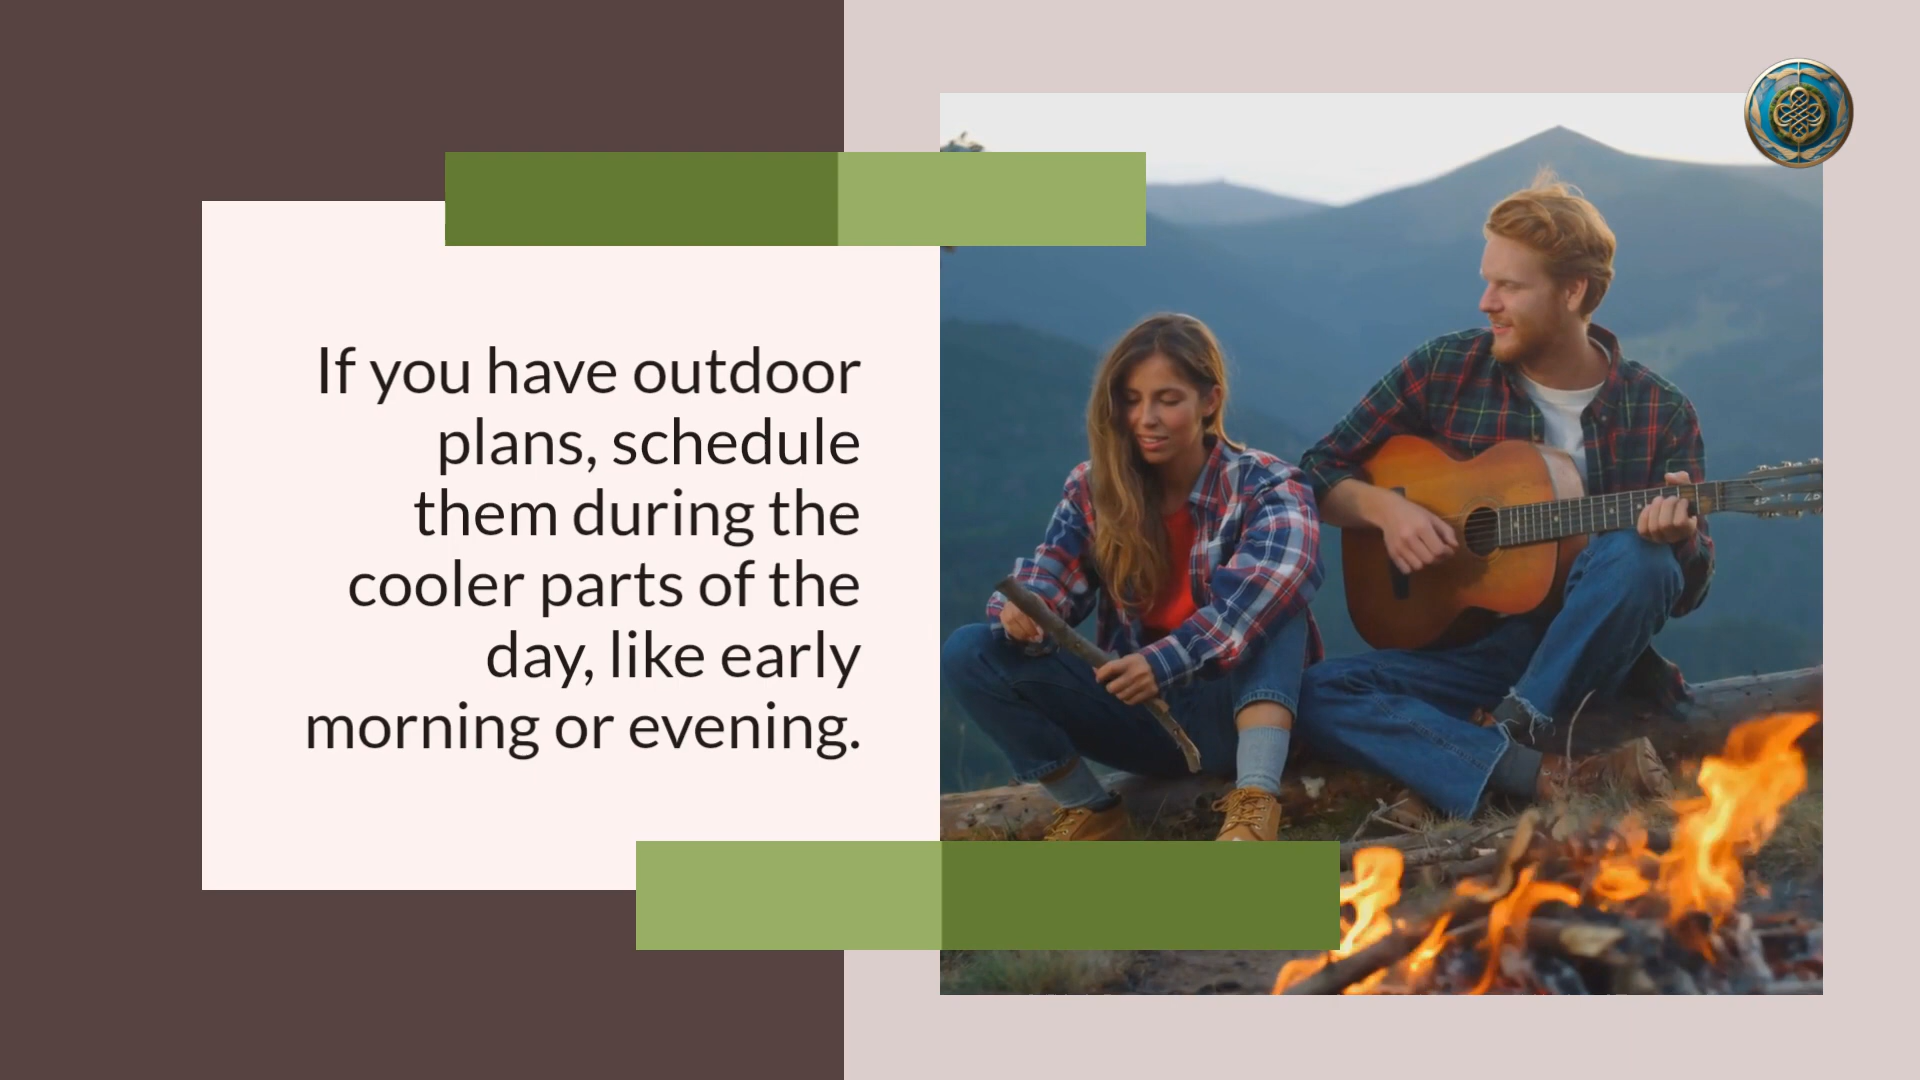 If you have outdoor
plans, schedule
them during the
cooler parts of the
day, like early
morning or evening.